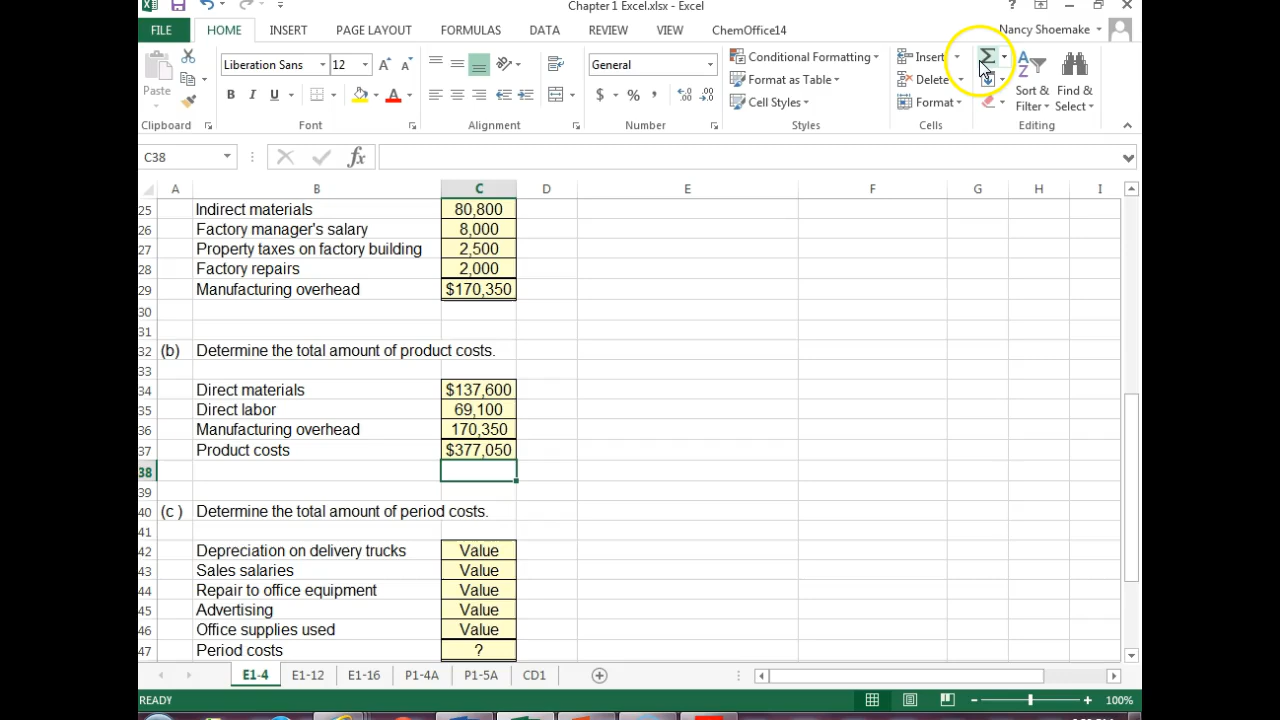 Chapter 1 Excel.xlsx - Excel
FILE HOME INSERT PAGE LAYOUT FORMULAS DATA REVIEW VIEW ChemOffice14 Nancy Shoemake
Paste
Liberation Sans 12
B I U
General
$ % ,
Conditional Formatting
Format as Table
Cell Styles
Insert
Delete
Format
Σ
Sort & Filter
Find & Select
Clipboard Font Alignment Number Styles Cells Editing
C38 fx
A B C D E F G H I
25 Indirect materials 80,800
26 Factory manager's salary 8,000
27 Property taxes on factory building 2,500
28 Factory repairs 2,000
29 Manufacturing overhead $170,350
30
31
32 (b) Determine the total amount of product costs.
33
34 Direct materials $137,600
35 Direct labor 69,100
36 Manufacturing overhead 170,350
37 Product costs $377,050
38
39
40 (c ) Determine the total amount of period costs.
41
42 Depreciation on delivery trucks Value
43 Sales salaries Value
44 Repair to office equipment Value
45 Advertising Value
46 Office supplies used Value
47 Period costs ?
E1-4 E1-12 E1-16 P1-4A P1-5A CD1
READY 100%